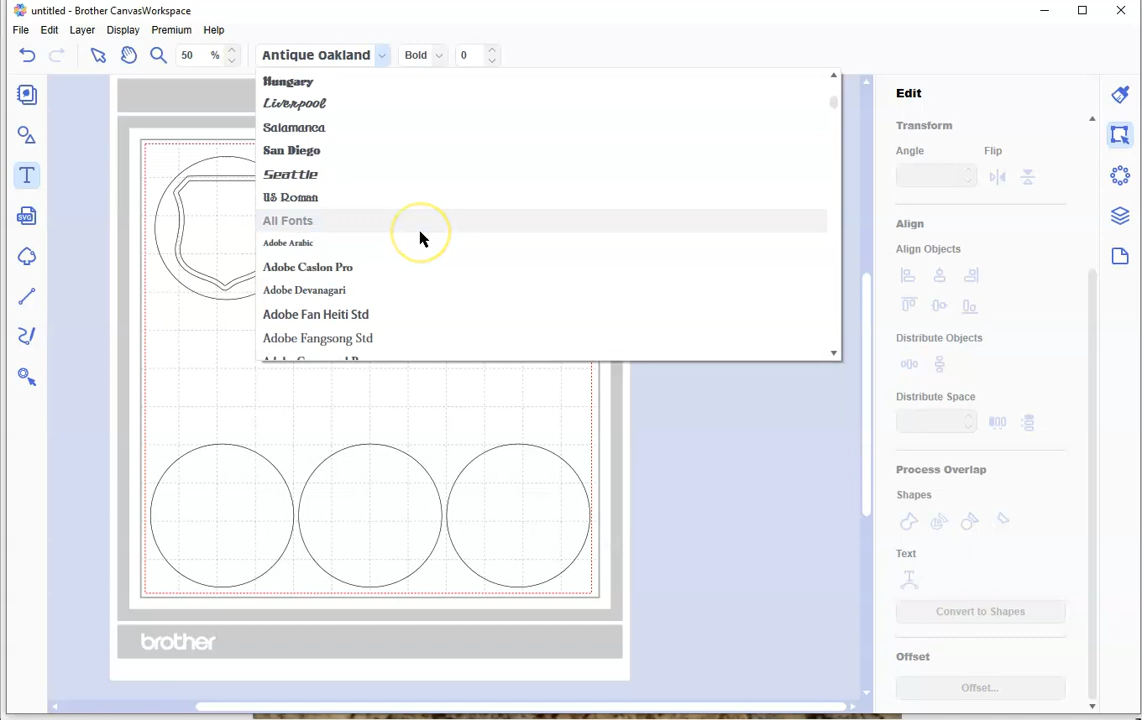 untitled - Brother CanvasWorkspace
File Edit Layer Display Premium Help
50 % Antique Oakland Bold 0
Hungary
Liverpool
Salamanca
San Diego
Seattle
US Roman
All Fonts
Adobe Arabic
Adobe Caslon Pro
Adobe Devanagari
Adobe Fan Heiti Std
Adobe Fangsong Std
SVG
brother
Edit
Transform
Angle Flip
Align
Align Objects
Distribute Objects
Distribute Space
Process Overlap
Shapes
Text
Convert to Shapes
Offset
Offset...